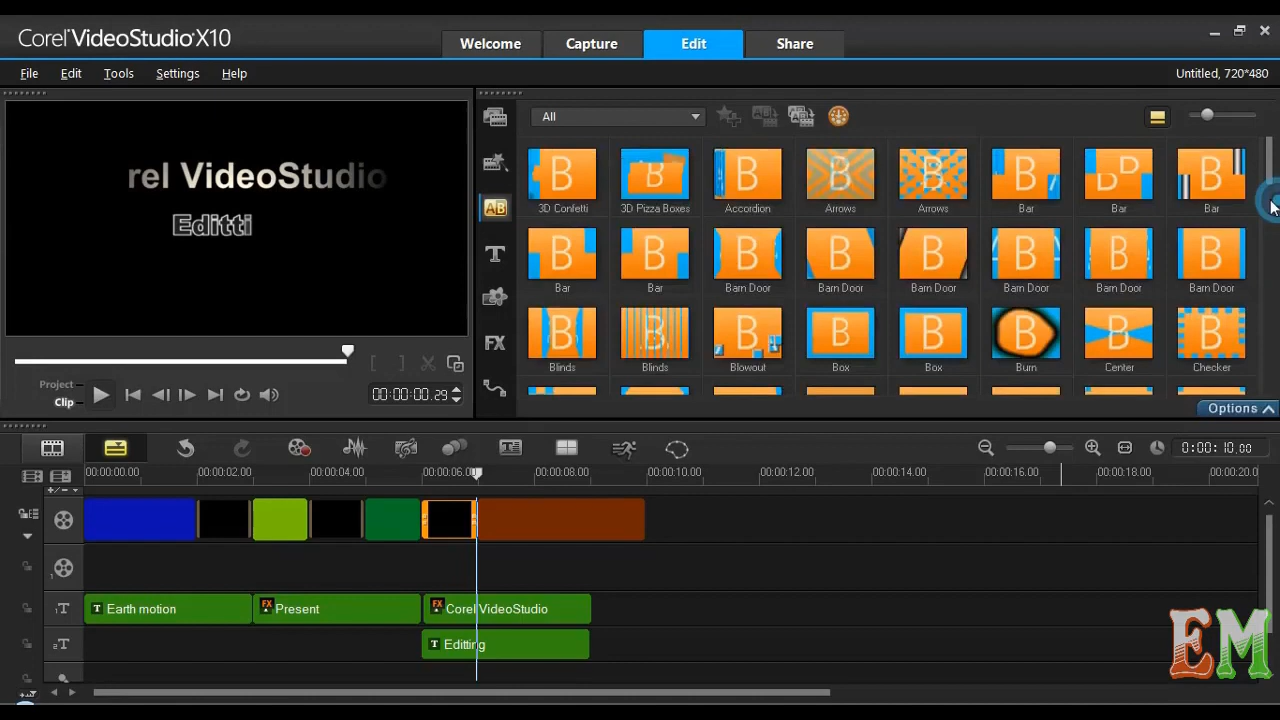 Corel VideoStudio X10
Welcome
Capture
Edit
Share
File
Edit
Tools
Settings
Help
Untitled, 720*480
rel VideoStudio
Editti
All
AB
T
FX
B
3D Confetti
3D Pizza Boxes
Accordion
Arrows
Arrows
Bar
Bar
Bar
Bar
Bar
Barn Door
Barn Door
Barn Door
Barn Door
Barn Door
Barn Door
Blinds
Blinds
Blowout
Box
Box
Burn
Center
Checker
Project
Clip
00:00:00.29
Options
0:00:10.00
00:00:00.00
00:00:02.00
00:00:04.00
00:00:06.0
00:00:08.00
00:00:10.00
00:00:12.00
00:00:14.00
00:00:16.00
00:00:18.00
00:00:20.0
Earth motion
Present
Corel VideoStudio
Editting
EM